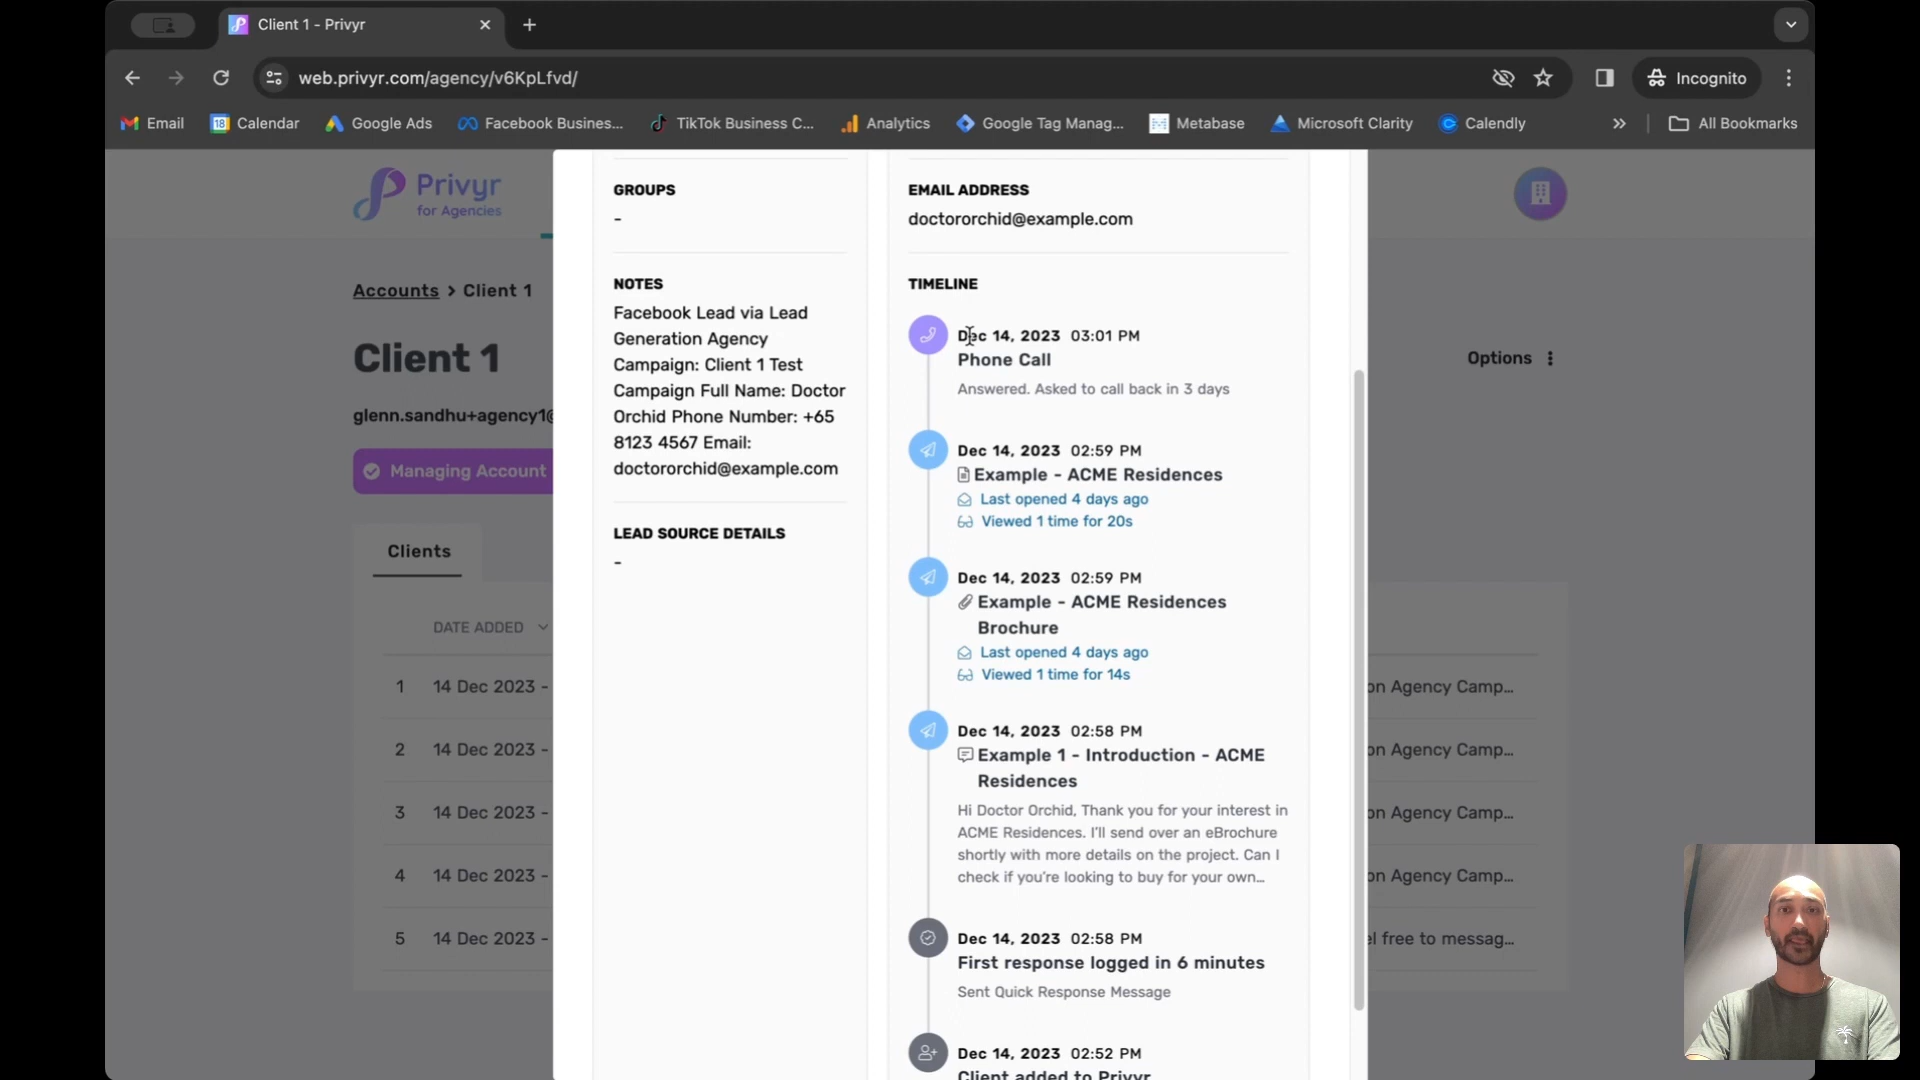 Client 1 - Privyr
web.privyr.com/agency/v6KpLfvd/
Incognito
Email
18
Calendar
Google Ads
Facebook Busines...
TikTok Business C...
Analytics
Google Tag Manag...
Metabase
Microsoft Clarity
Calendly
All Bookmarks
Privyr
for Agencies
Accounts > Client 1
Client 1
Options
glenn.sandhu+agency1@
Managing Account
Clients
DATE ADDED
1 14 Dec 2023 - on Agency Camp...
2 14 Dec 2023 - on Agency Camp...
3 14 Dec 2023 - on Agency Camp...
4 14 Dec 2023 - on Agency Camp...
5 14 Dec 2023 - el free to messag...
GROUPS
-
NOTES
Facebook Lead via Lead
Generation Agency
Campaign: Client 1 Test
Campaign Full Name: Doctor
Orchid Phone Number: +65
8123 4567 Email:
doctororchid@example.com
LEAD SOURCE DETAILS
-
EMAIL ADDRESS
doctororchid@example.com
TIMELINE
Dec 14, 2023 03:01 PM
Phone Call
Answered. Asked to call back in 3 days
Dec 14, 2023 02:59 PM
Example - ACME Residences
Last opened 4 days ago
Viewed 1 time for 20s
Dec 14, 2023 02:59 PM
Example - ACME Residences
Brochure
Last opened 4 days ago
Viewed 1 time for 14s
Dec 14, 2023 02:58 PM
Example 1 - Introduction - ACME
Residences
Hi Doctor Orchid, Thank you for your interest in
ACME Residences. I'll send over an eBrochure
shortly with more details on the project. Can I
check if you're looking to buy for your own...
Dec 14, 2023 02:58 PM
First response logged in 6 minutes
Sent Quick Response Message
Dec 14, 2023 02:52 PM
Client added to Privyr